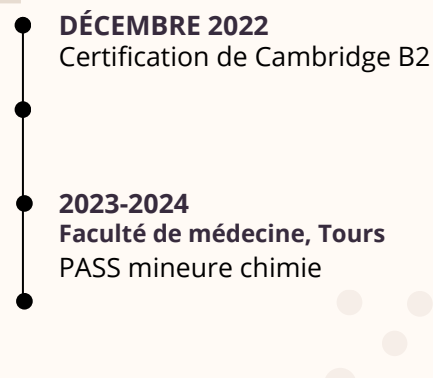 DÉCEMBRE 2022
Certification de Cambridge B2
2023-2024
Faculté de médecine, Tours
PASS mineure chimie